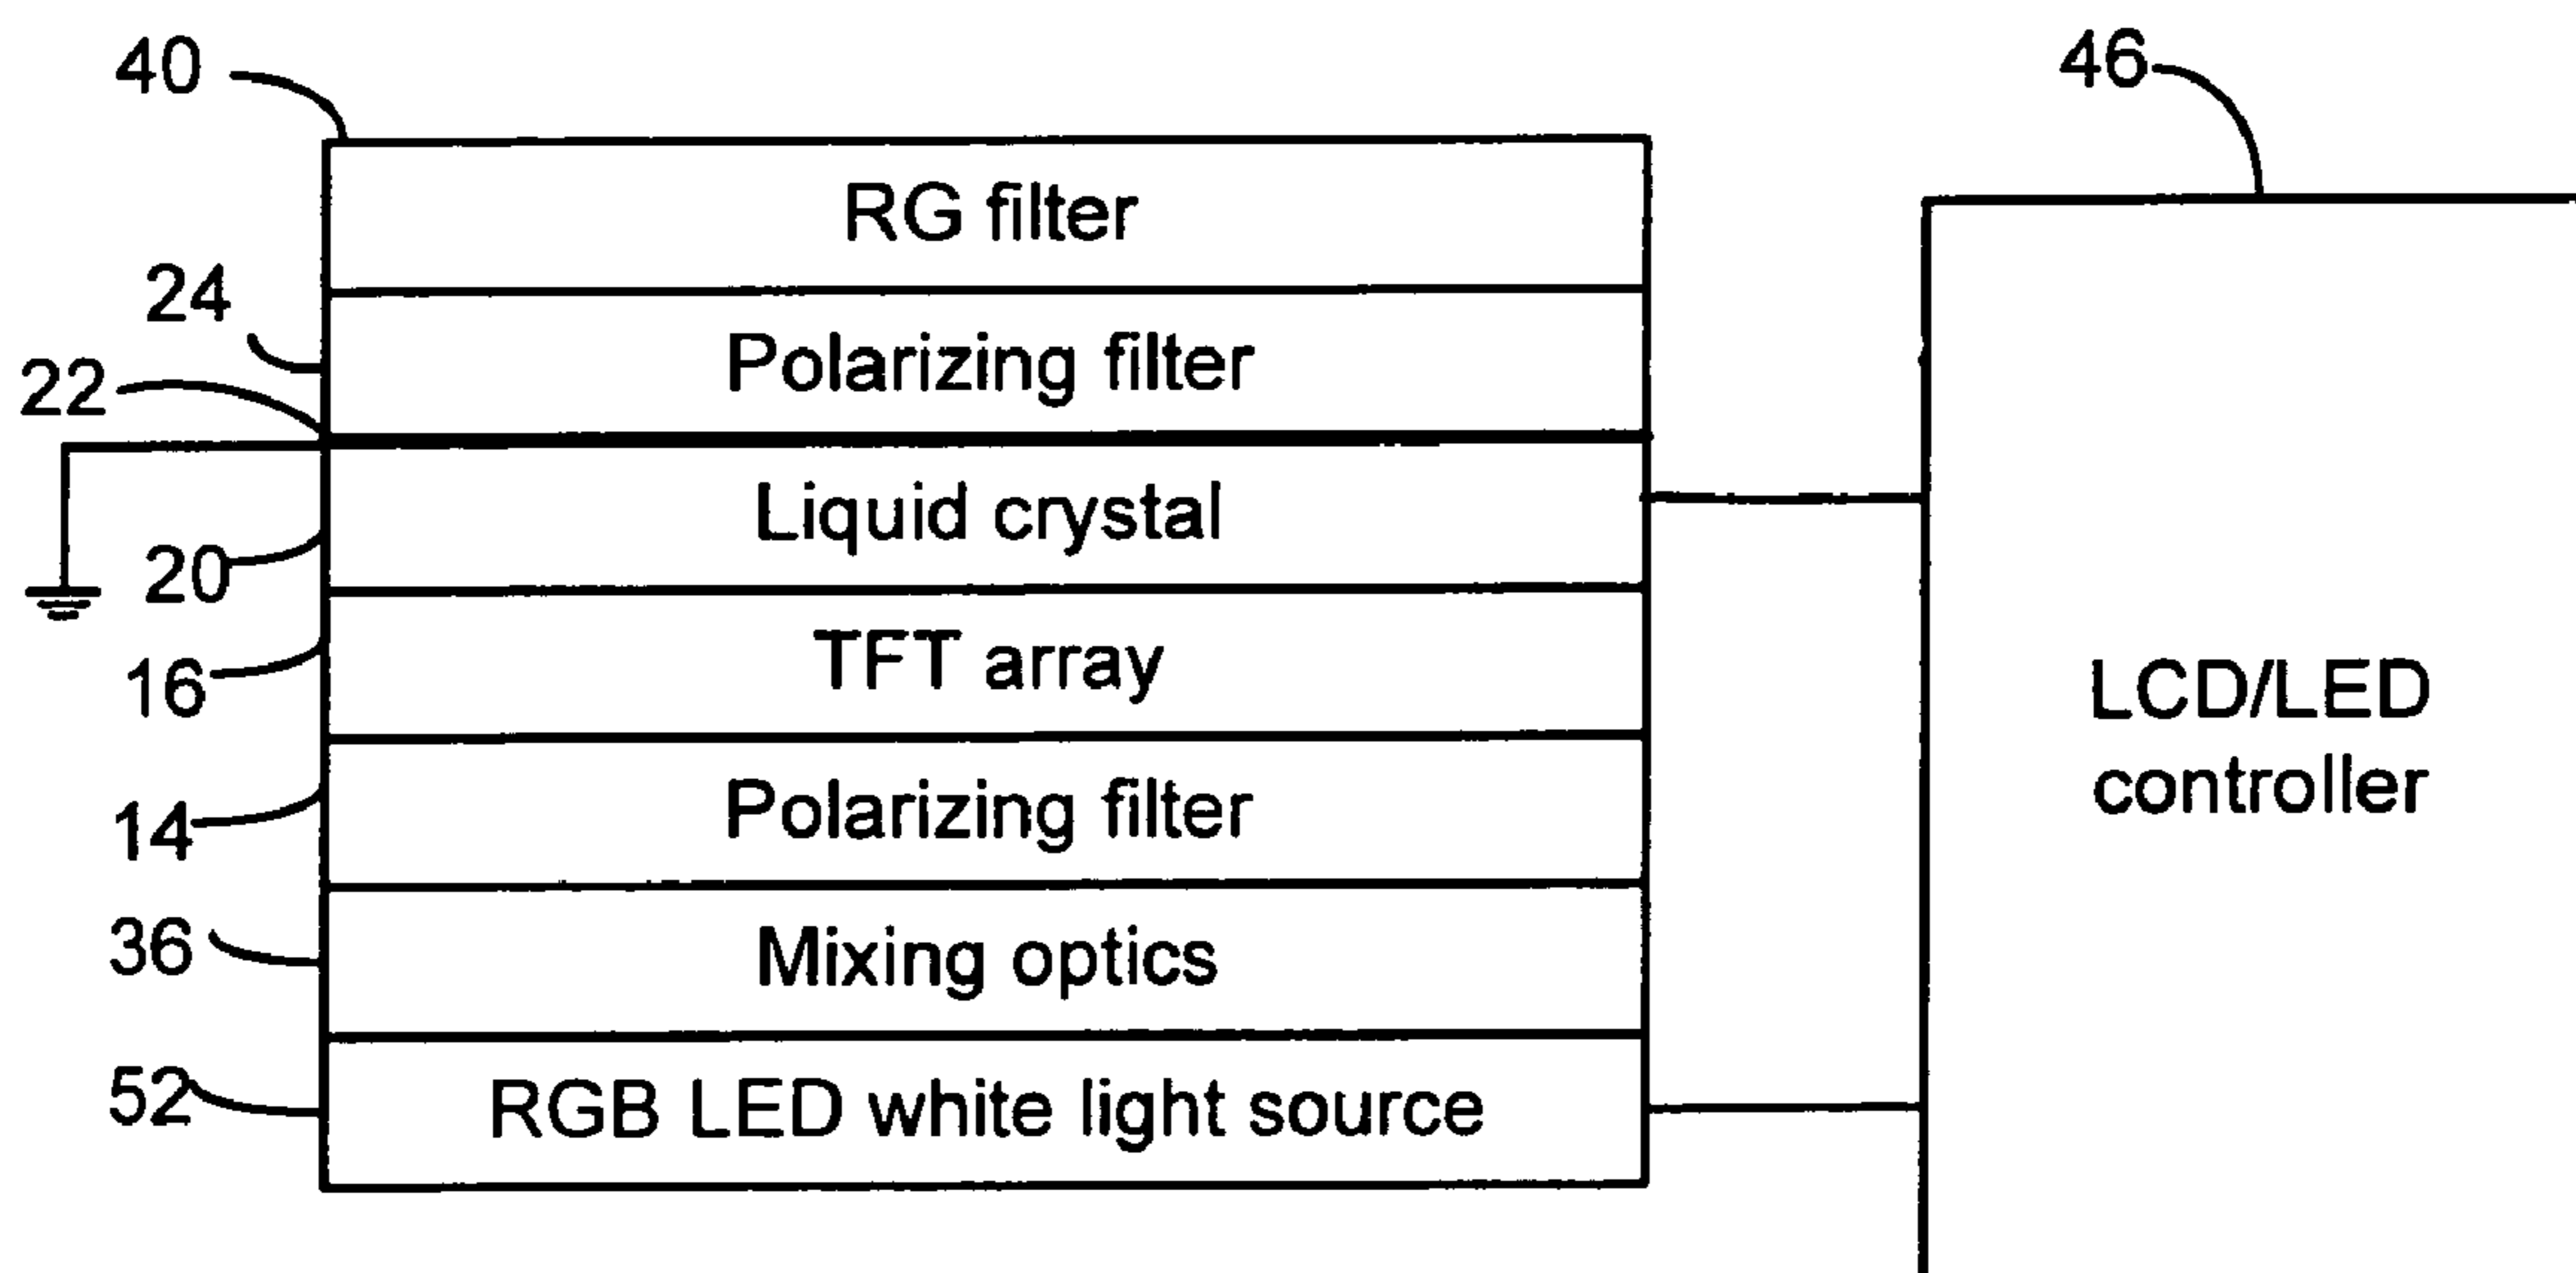 40
46
RG filter
24
Polarizing filter
22
Liquid crystal
20
TFT array
16
LCD/LED
controller
Polarizing filter
14
Mixing optics
36
RGB LED white light source
52